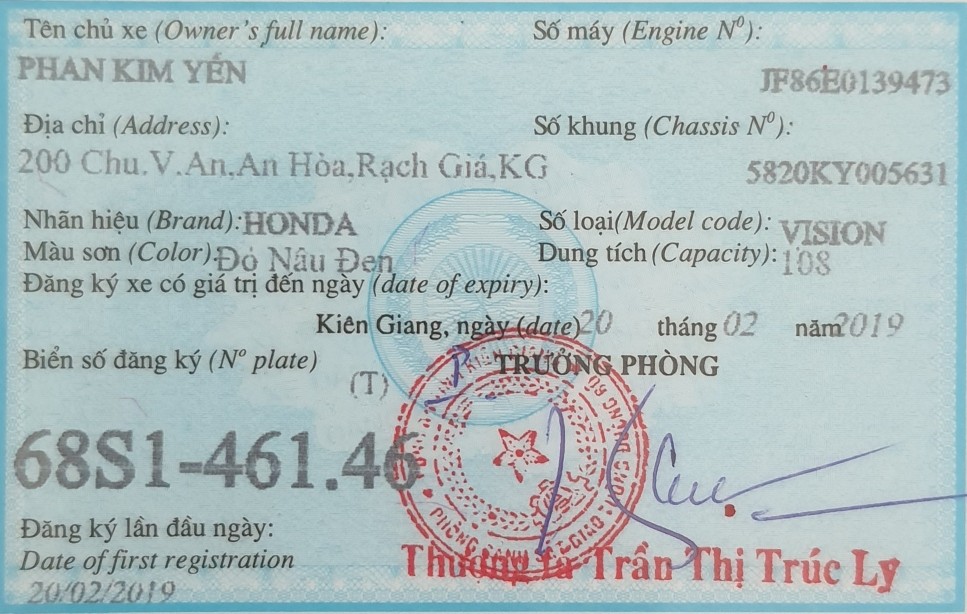 Tên chủ xe (Owner's full name):
PHAN KIM YẾN
Số máy (Engine Nº):
JF86E0139473
Địa chỉ (Address):
200 Chu.V.An,An Hòa,Rạch Giá,KG
Số khung (Chassis Nº):
5820KY005631
Nhãn hiệu (Brand): HONDA
Số loại(Model code): VISION
Màu sơn (Color): Đỏ Nâu Đen
Dung tích (Capacity): 108
Đăng ký xe có giá trị đến ngày (date of expiry):
Kiên Giang, ngày (date) 20 tháng 02 năm 2019
Biển số đăng ký (Nº plate)
(T)
TRƯỞNG PHÒNG
68S1-461.46
Đăng ký lần đầu ngày:
Date of first registration
20/02/2019
Thượng tá Trần Thị Trúc Ly